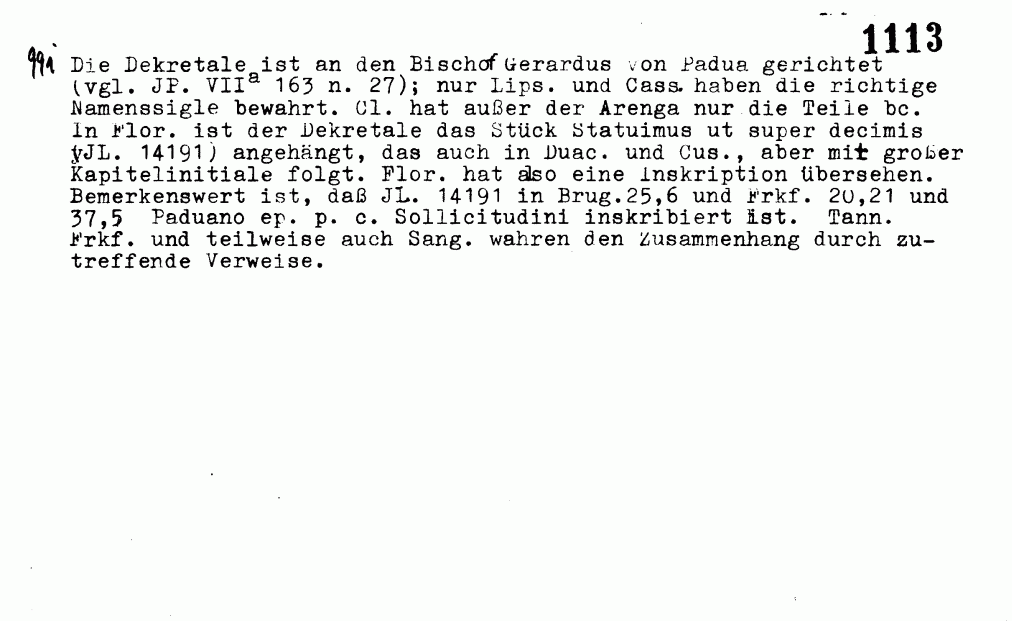 1113
991 Die Dekretale ist an den Bischof Gerardus von Padua gerichtet
(vgl. JP. VIIa 163 n. 27); nur Lips. und Cass. haben die richtige
Namenssigle bewahrt. Cl. hat außer der Arenga nur die Teile bc.
In Flor. ist der Dekretale das Stück Statuimus ut super decimis
(JL. 14191) angehängt, das auch in Duac. und Cus., aber mit großer
Kapitelinitiale folgt. Flor. hat also eine Inskription übersehen.
Bemerkenswert ist, daß JL. 14191 in Brug.25,6 und Frkf. 20,21 und
37,5 Paduano ep. p. c. Sollicitudini inskribiert ist. Tann.
Frkf. und teilweise auch Sang. wahren den Zusammenhang durch zu-
treffende Verweise.